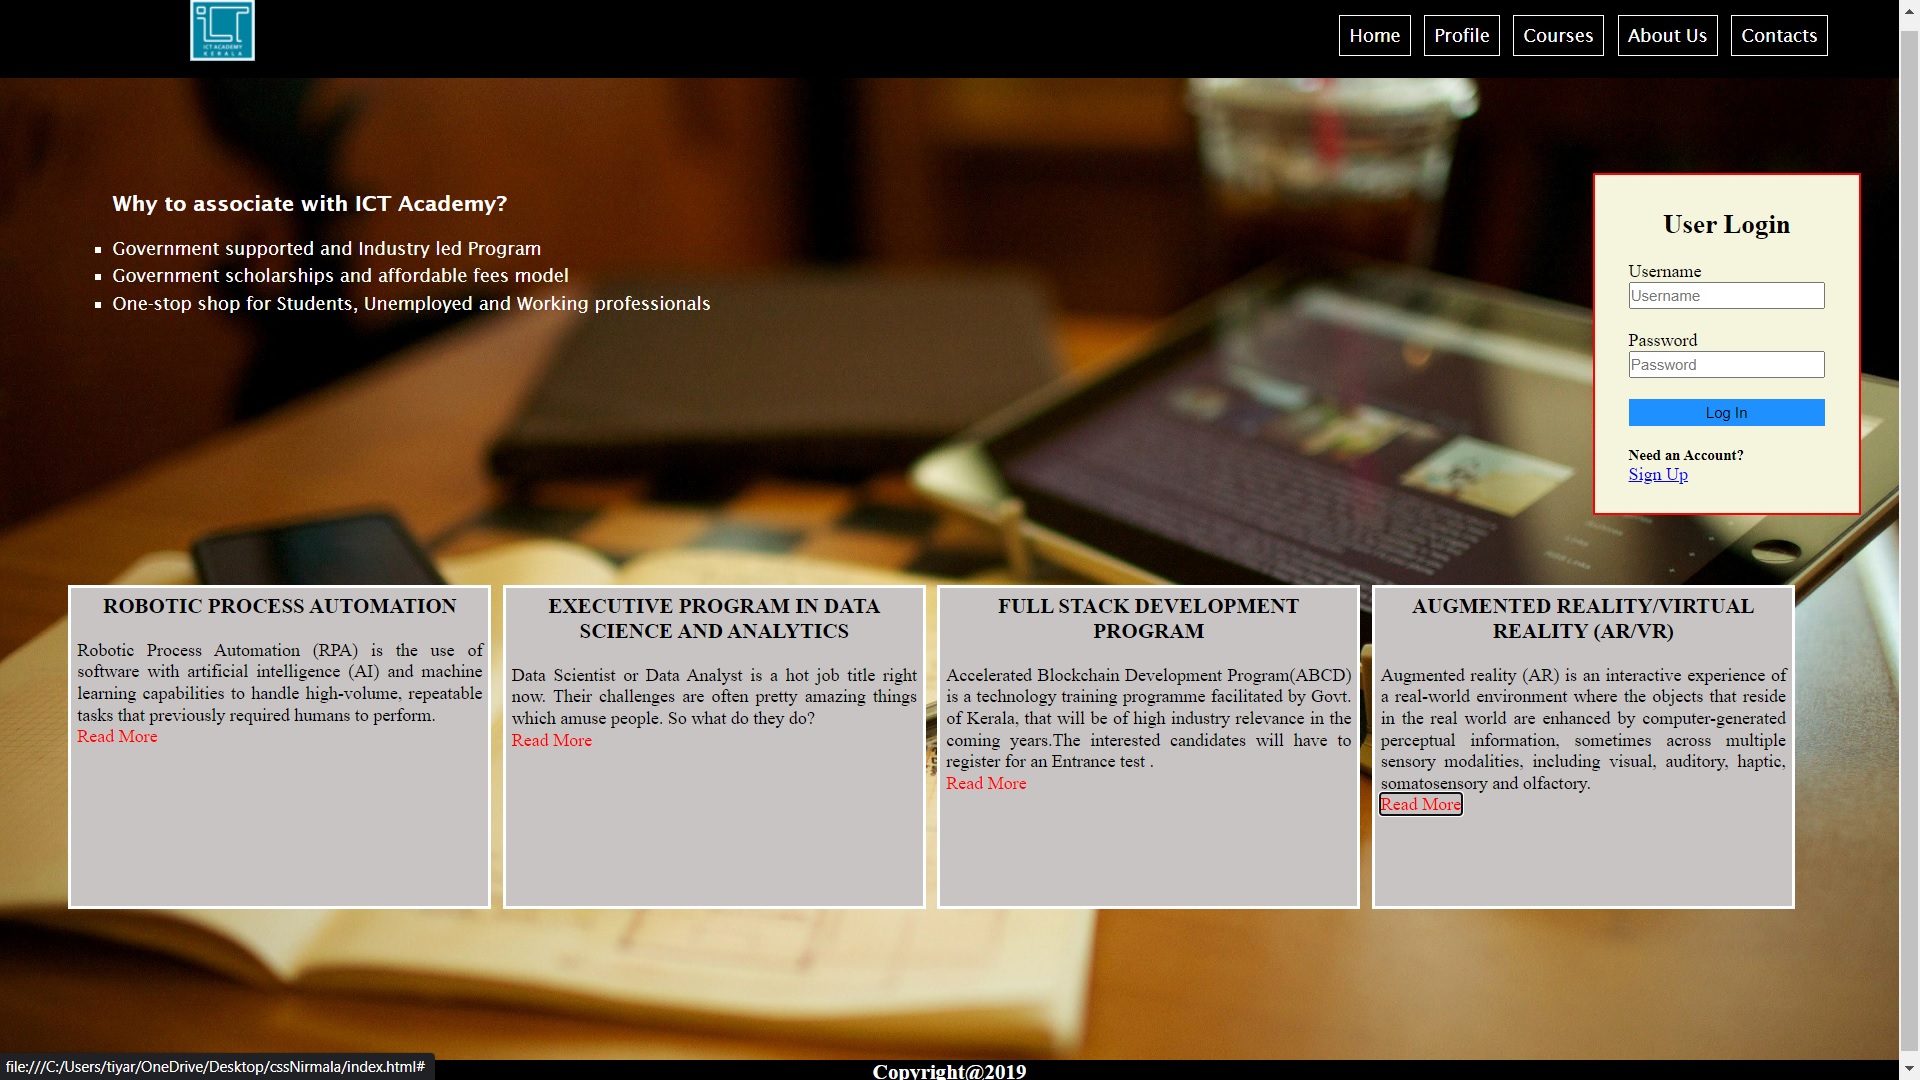 ICT ACADEMY
KERALA
Home Profile Courses About Us Contacts
Why to associate with ICT Academy?
Government supported and Industry led Program
Government scholarships and affordable fees model
One-stop shop for Students, Unemployed and Working professionals
User Login
Username
Username
Password
Password
Log In
Need an Account?
Sign Up
ROBOTIC PROCESS AUTOMATION
Robotic Process Automation (RPA) is the use of
software with artificial intelligence (AI) and machine
learning capabilities to handle high-volume, repeatable
tasks that previously required humans to perform.
Read More
EXECUTIVE PROGRAM IN DATA
SCIENCE AND ANALYTICS
Data Scientist or Data Analyst is a hot job title right
now. Their challenges are often pretty amazing things
which amuse people. So what do they do?
Read More
FULL STACK DEVELOPMENT
PROGRAM
Accelerated Blockchain Development Program(ABCD)
is a technology training programme facilitated by Govt.
of Kerala, that will be of high industry relevance in the
coming years.The interested candidates will have to
register for an Entrance test .
Read More
AUGMENTED REALITY/VIRTUAL
REALITY (AR/VR)
Augmented reality (AR) is an interactive experience of
a real-world environment where the objects that reside
in the real world are enhanced by computer-generated
perceptual information, sometimes across multiple
sensory modalities, including visual, auditory, haptic,
somatosensory and olfactory.
Read More
file:///C:/Users/tiyar/OneDrive/Desktop/cssNirmala/index.html#
Copyright@2019